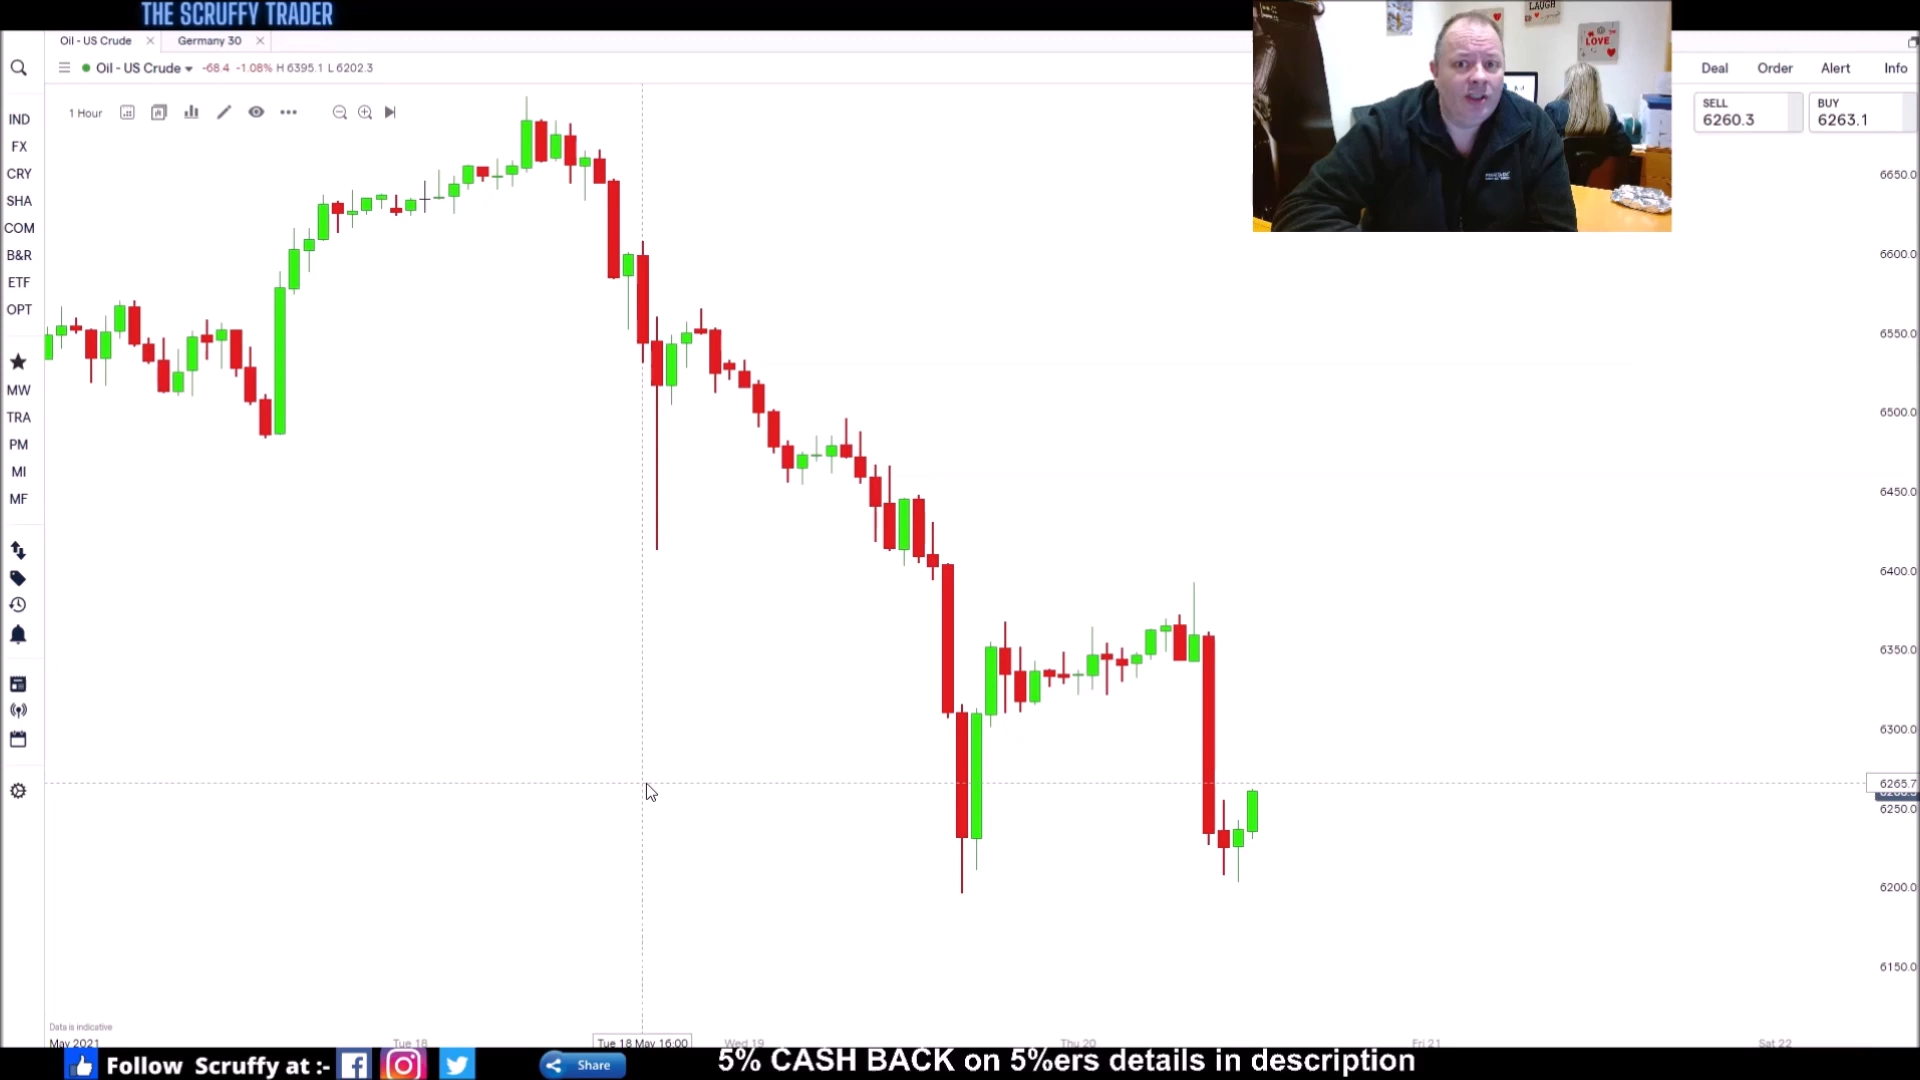 THE SCRUFFY TRADER
Oil - US Crude
Germany 30
Oil - US Crude -68.4 -1.08% H 6395.1 L 6202.3
Deal Order Alert Info
SELL
6260.3
BUY
6263.1
1 Hour
IND
FX
CRY
SHA
COM
B&R
ETF
OPT
MW
TRA
PM
MI
MF
LAUGH
LOVE
6650.0
6600.0
6550.0
6500.0
6450.0
6400.0
6350.0
6300.0
6265.7
6250.0
6200.0
6150.0
Data is indicative
May 2021 Tue 18 Tue 18 May 16:00 Wed 19 Thu 20 Fri 21 Sat 22
Follow Scruffy at :- Share 5% CASH BACK on 5%ers details in description